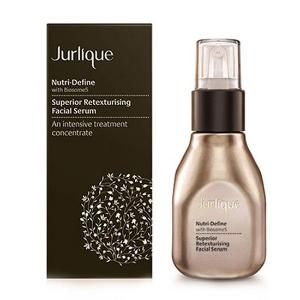 Jurlique
Nutri-Define
with Biosome5
Superior Retexturising
Facial Serum
An intensive treatment
concentrate
Jurlique
Nutri-Define
with Biosome5
Superior
Retexturising
Facial Serum